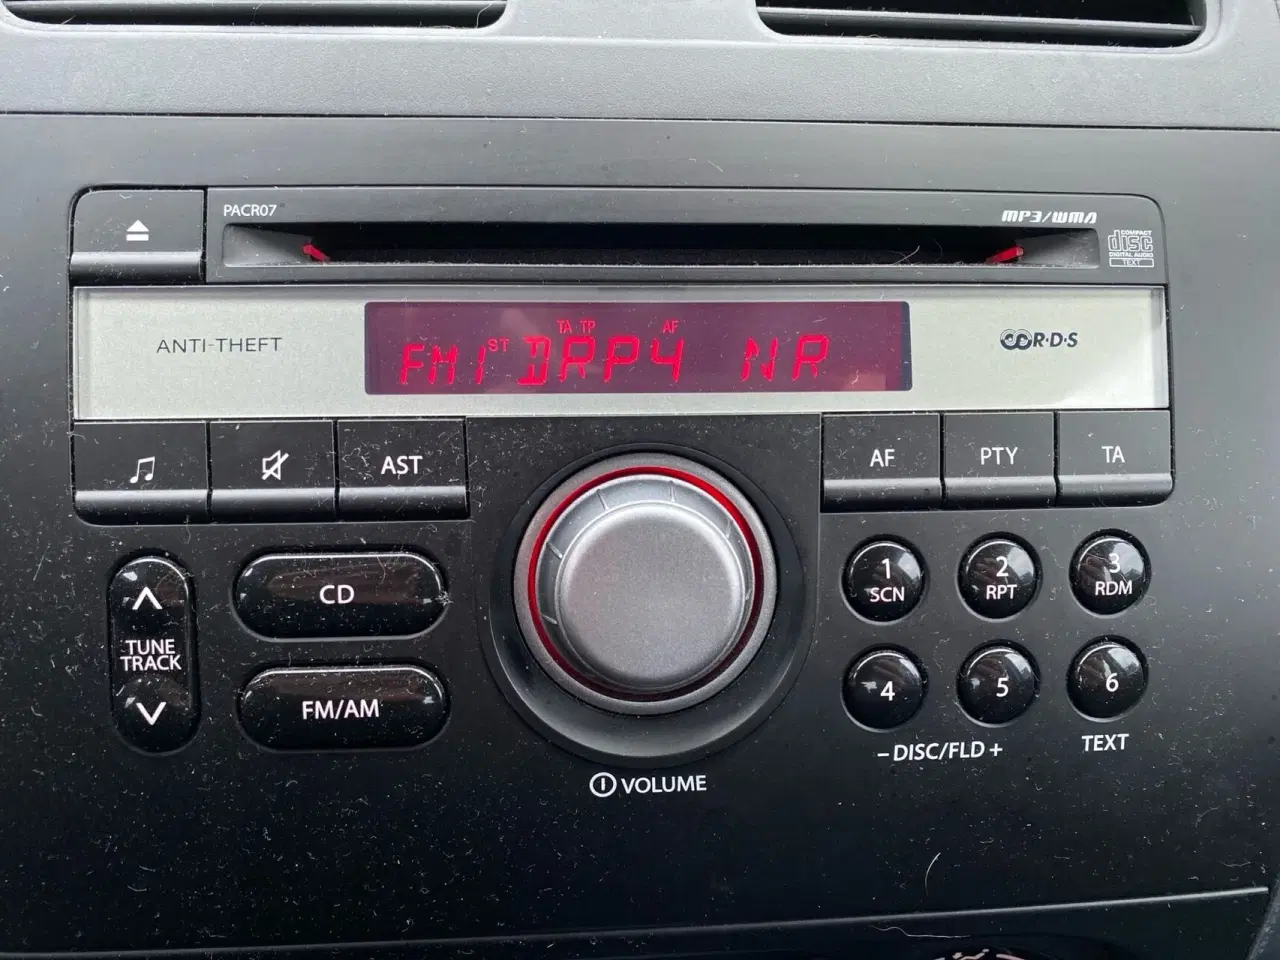 PACR07
MP3/WMA
COMPACT
disc
DIGITAL AUDIO
TEXT
ANTI-THEFT
TA TP AF
FM1 ST DRP4 NR
R·D·S
AST
AF
PTY
TA
TUNE
TRACK
CD
FM/AM
VOLUME
1
SCN
2
RPT
3
RDM
4
5
6
– DISC/FLD +
TEXT